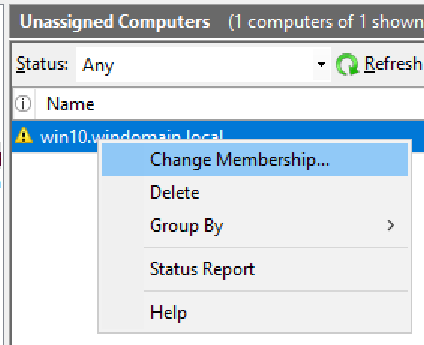 Unassigned Computers (1 computers of 1 shown
Status: Any Refresh
Name
win10.windomain.local
Change Membership...
Delete
Group By
Status Report
Help